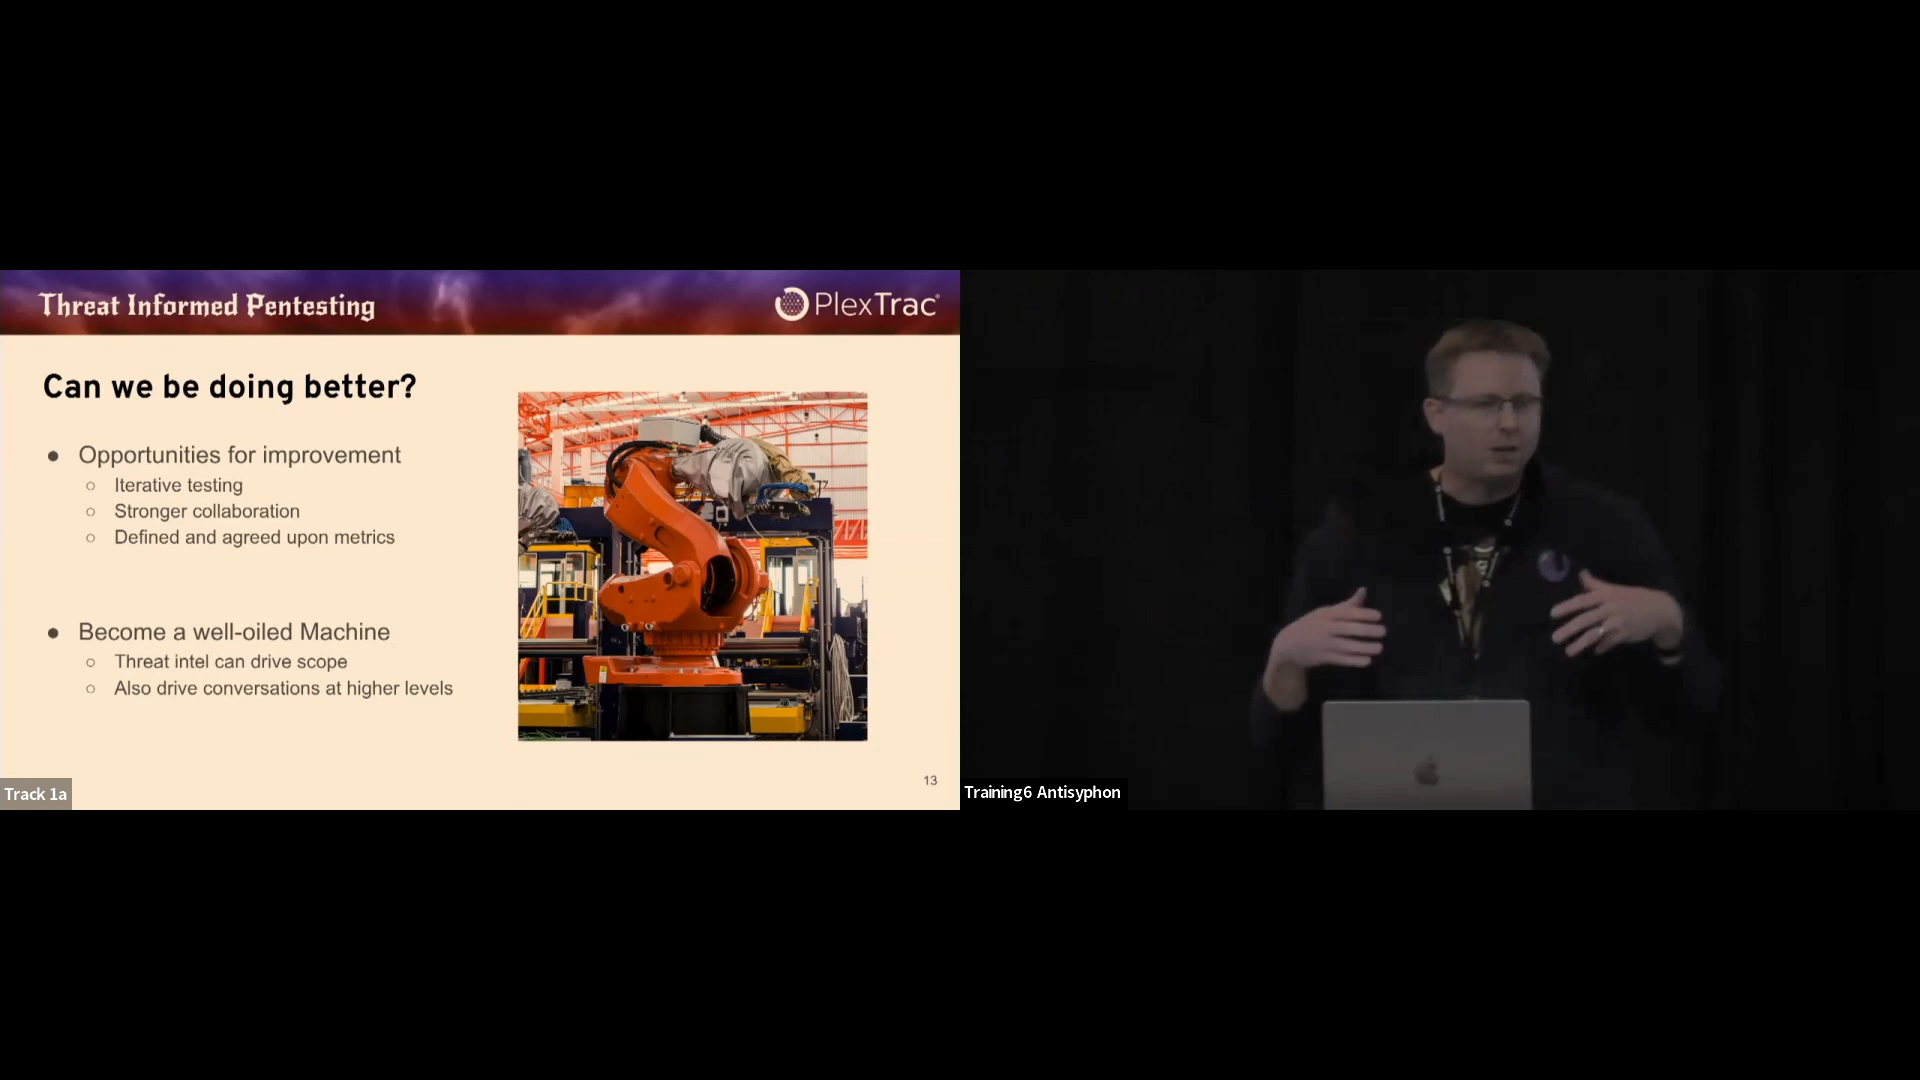 Threat Informed Pentesting
PlexTrac
Can we be doing better?
● Opportunities for improvement
○ Iterative testing
○ Stronger collaboration
○ Defined and agreed upon metrics
● Become a well-oiled Machine
○ Threat intel can drive scope
○ Also drive conversations at higher levels
13
Track 1a
Training6 Antisyphon